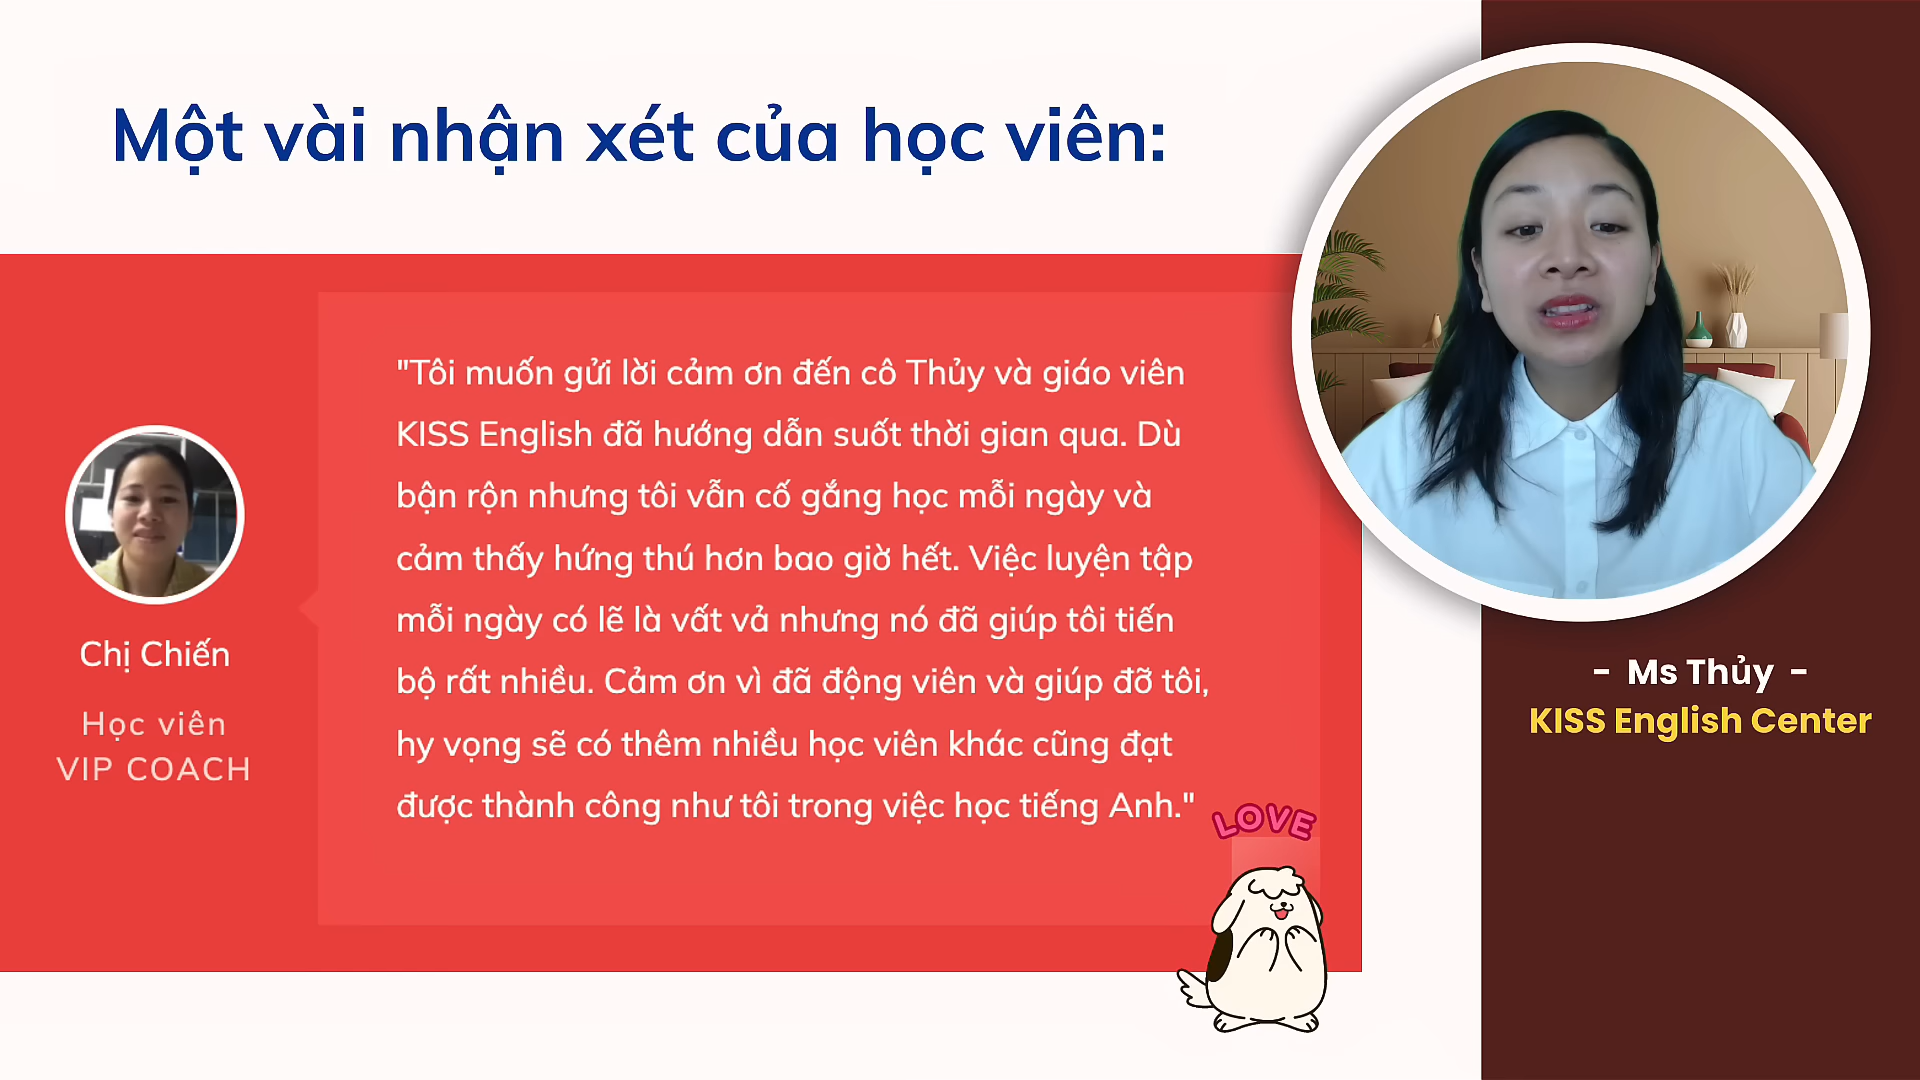 Một vài nhận xét của học viên:
"Tôi muốn gửi lời cảm ơn đến cô Thủy và giáo viên
KISS English đã hướng dẫn suốt thời gian qua. Dù
bận rộn nhưng tôi vẫn cố gắng học mỗi ngày và
cảm thấy hứng thú hơn bao giờ hết. Việc luyện tập
mỗi ngày có lẽ là vất vả nhưng nó đã giúp tôi tiến
bộ rất nhiều. Cảm ơn vì đã động viên và giúp đỡ tôi,
hy vọng sẽ có thêm nhiều học viên khác cũng đạt
được thành công như tôi trong việc học tiếng Anh."
Chị Chiến
Học viên
VIP COACH
LOVE
- Ms Thủy -
KISS English Center